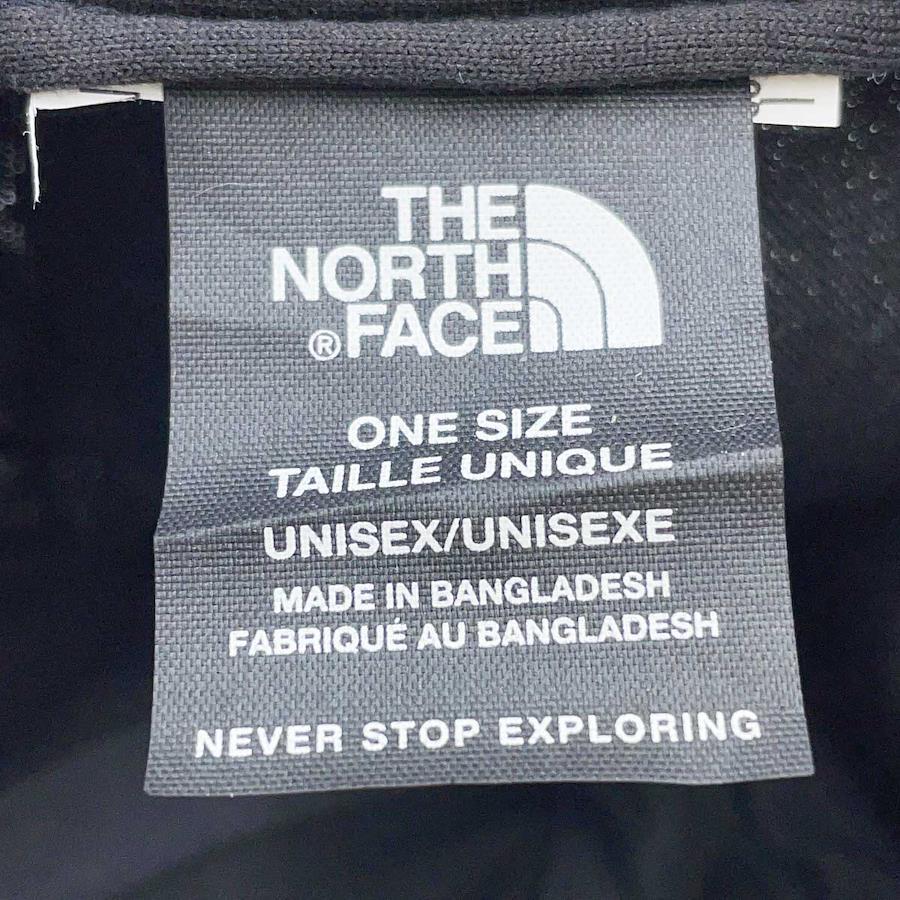 THE
NORTH
®FACE
ONE SIZE
TAILLE UNIQUE
UNISEX/UNISEXE
MADE IN BANGLADESH
FABRIQUÉ AU BANGLADESH
NEVER STOP EXPLORING